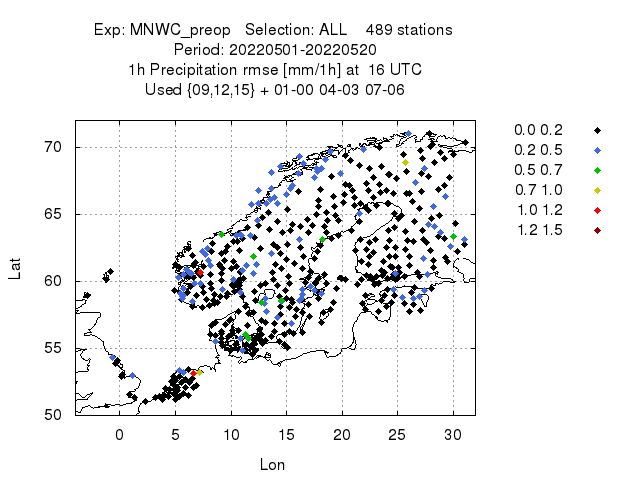 Exp: MNWC_preop   Selection: ALL    489 stations
Period: 20220501-20220520
1h Precipitation rmse [mm/1h] at  16 UTC
Used {09,12,15} + 01-00 04-03 07-06
0.0 0.2
0.2 0.5
0.5 0.7
0.7 1.0
1.0 1.2
1.2 1.5
70
65
60
55
50
Lat
0 5 10 15 20 25 30
Lon